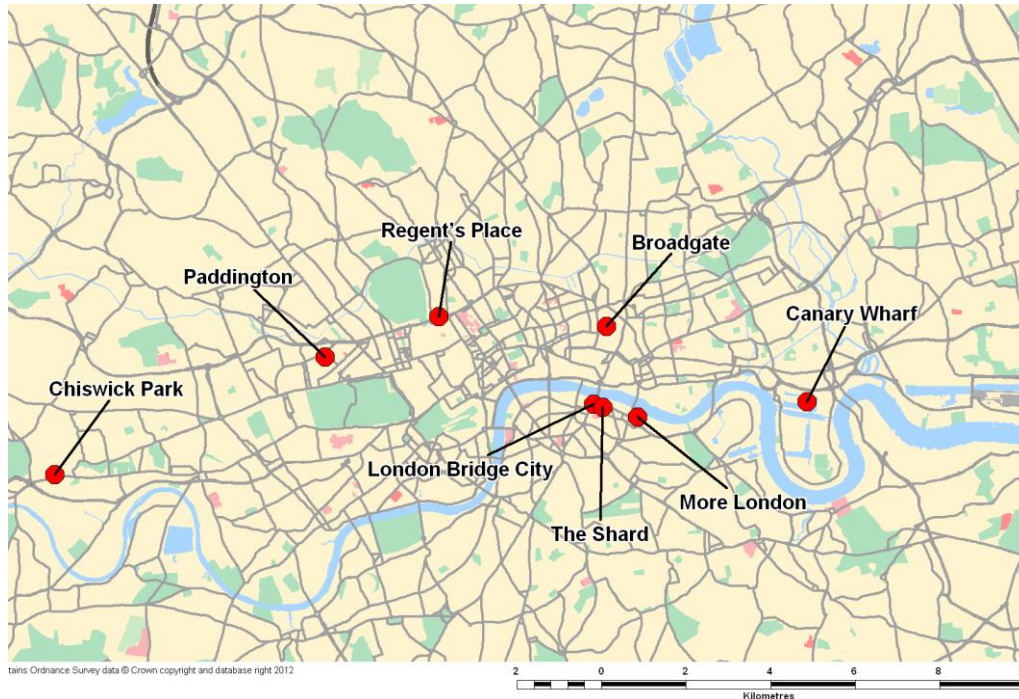 Regent's Place
Broadgate
Paddington
Canary Wharf
Chiswick Park
London Bridge City
More London
The Shard
tains Ordnance Survey data © Crown copyright and database right 2012
2 0 2 4 6 8
Kilometres